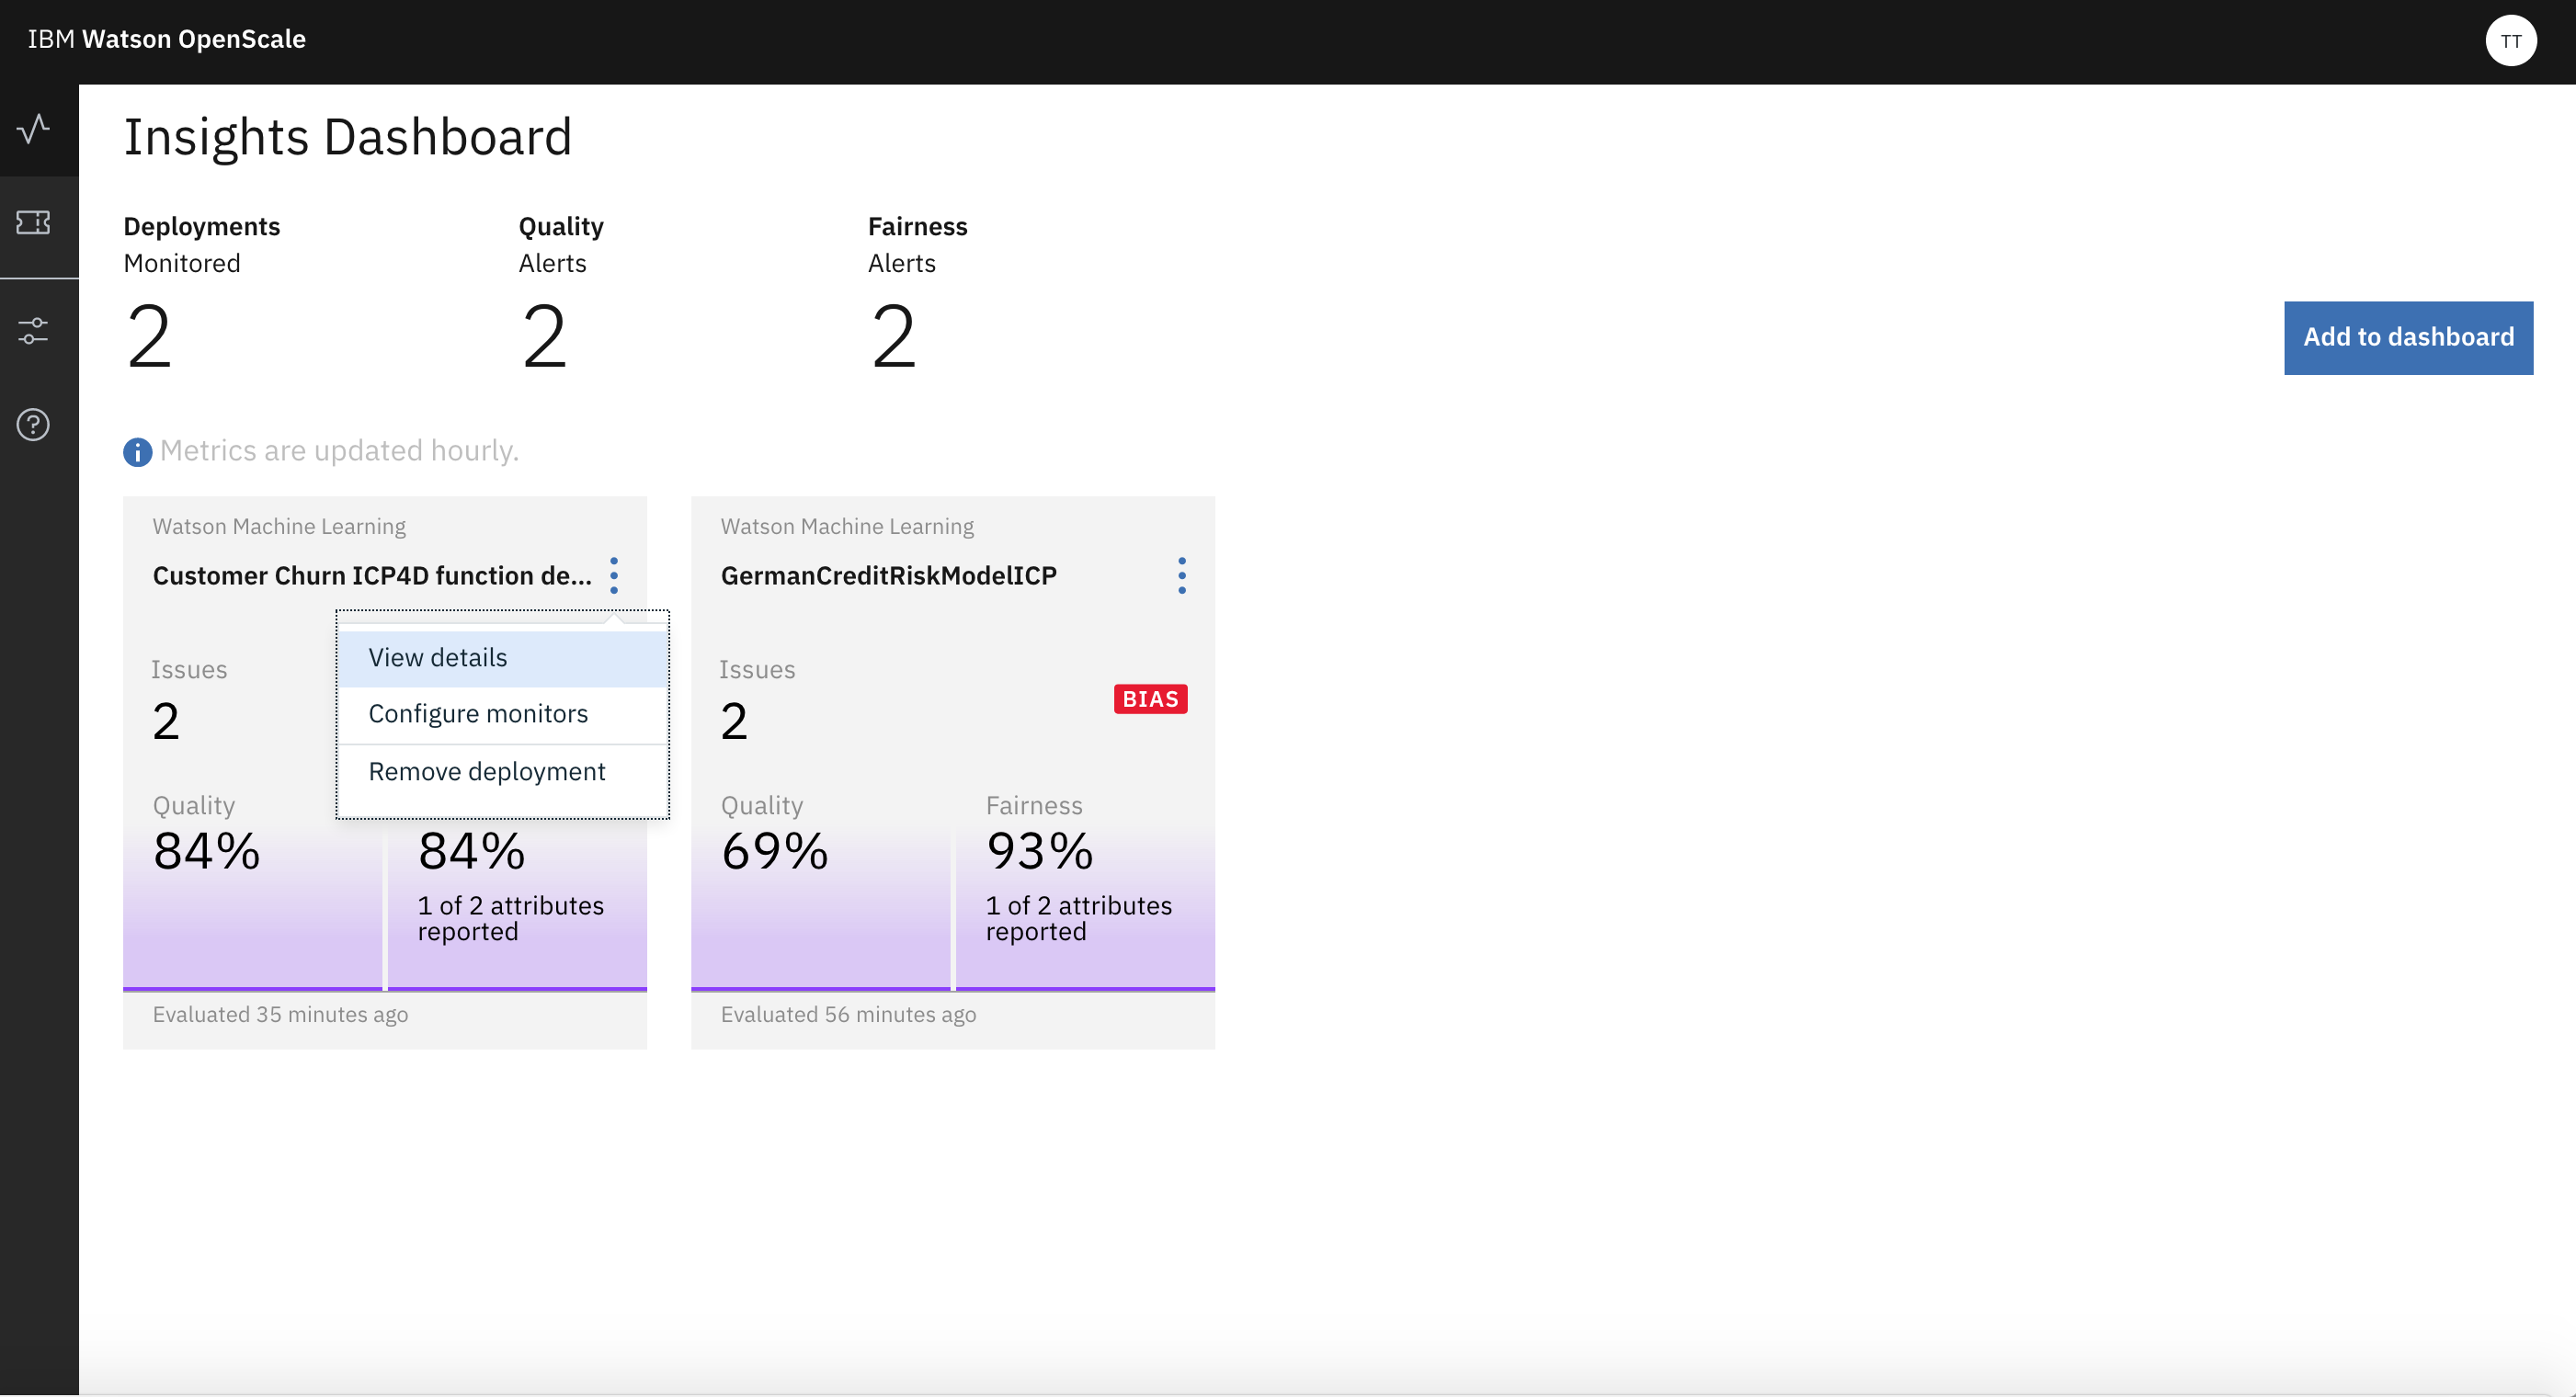 IBM Watson OpenScale
TT
Insights Dashboard
Deployments
Monitored
2
Quality
Alerts
2
Fairness
Alerts
2
Add to dashboard
Metrics are updated hourly.
Watson Machine Learning
Customer Churn ICP4D function de...
View details
Configure monitors
Remove deployment
Issues
2
Quality
84%
84%
1 of 2 attributes
reported
Evaluated 35 minutes ago
Watson Machine Learning
GermanCreditRiskModelICP
Issues
2
BIAS
Quality
69%
Fairness
93%
1 of 2 attributes
reported
Evaluated 56 minutes ago